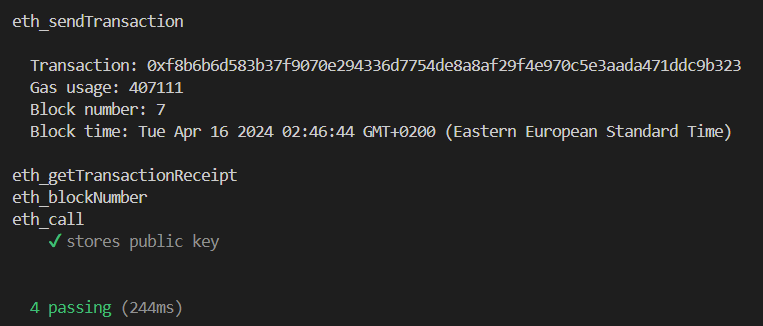 eth_sendTransaction
Transaction: 0xf8b6b6d583b37f9070e294336d7754de8a8af29f4e970c5e3aada471ddc9b323
Gas usage: 407111
Block number: 7
Block time: Tue Apr 16 2024 02:46:44 GMT+0200 (Eastern European Standard Time)
eth_getTransactionReceipt
eth_blockNumber
eth_call
✓ stores public key
4 passing (244ms)